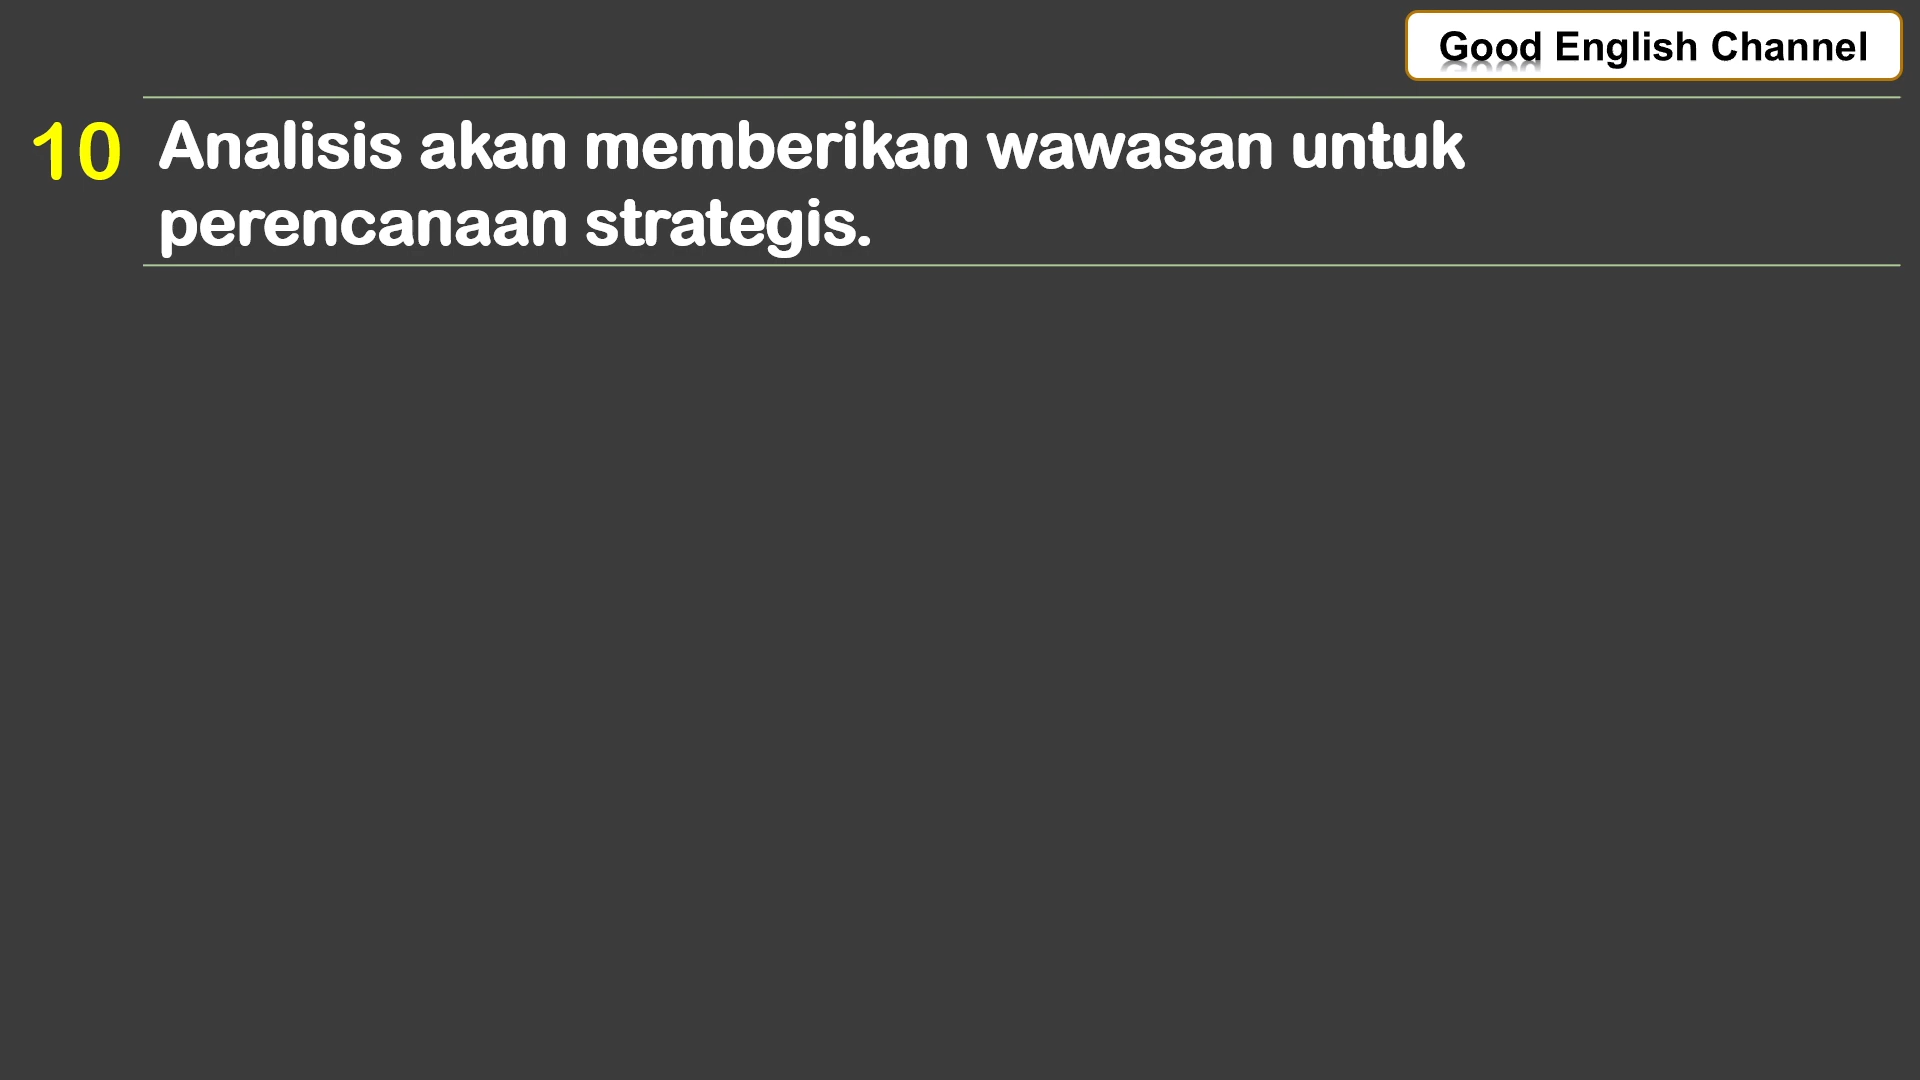 Good English Channel
10 Analisis akan memberikan wawasan untuk
perencanaan strategis.